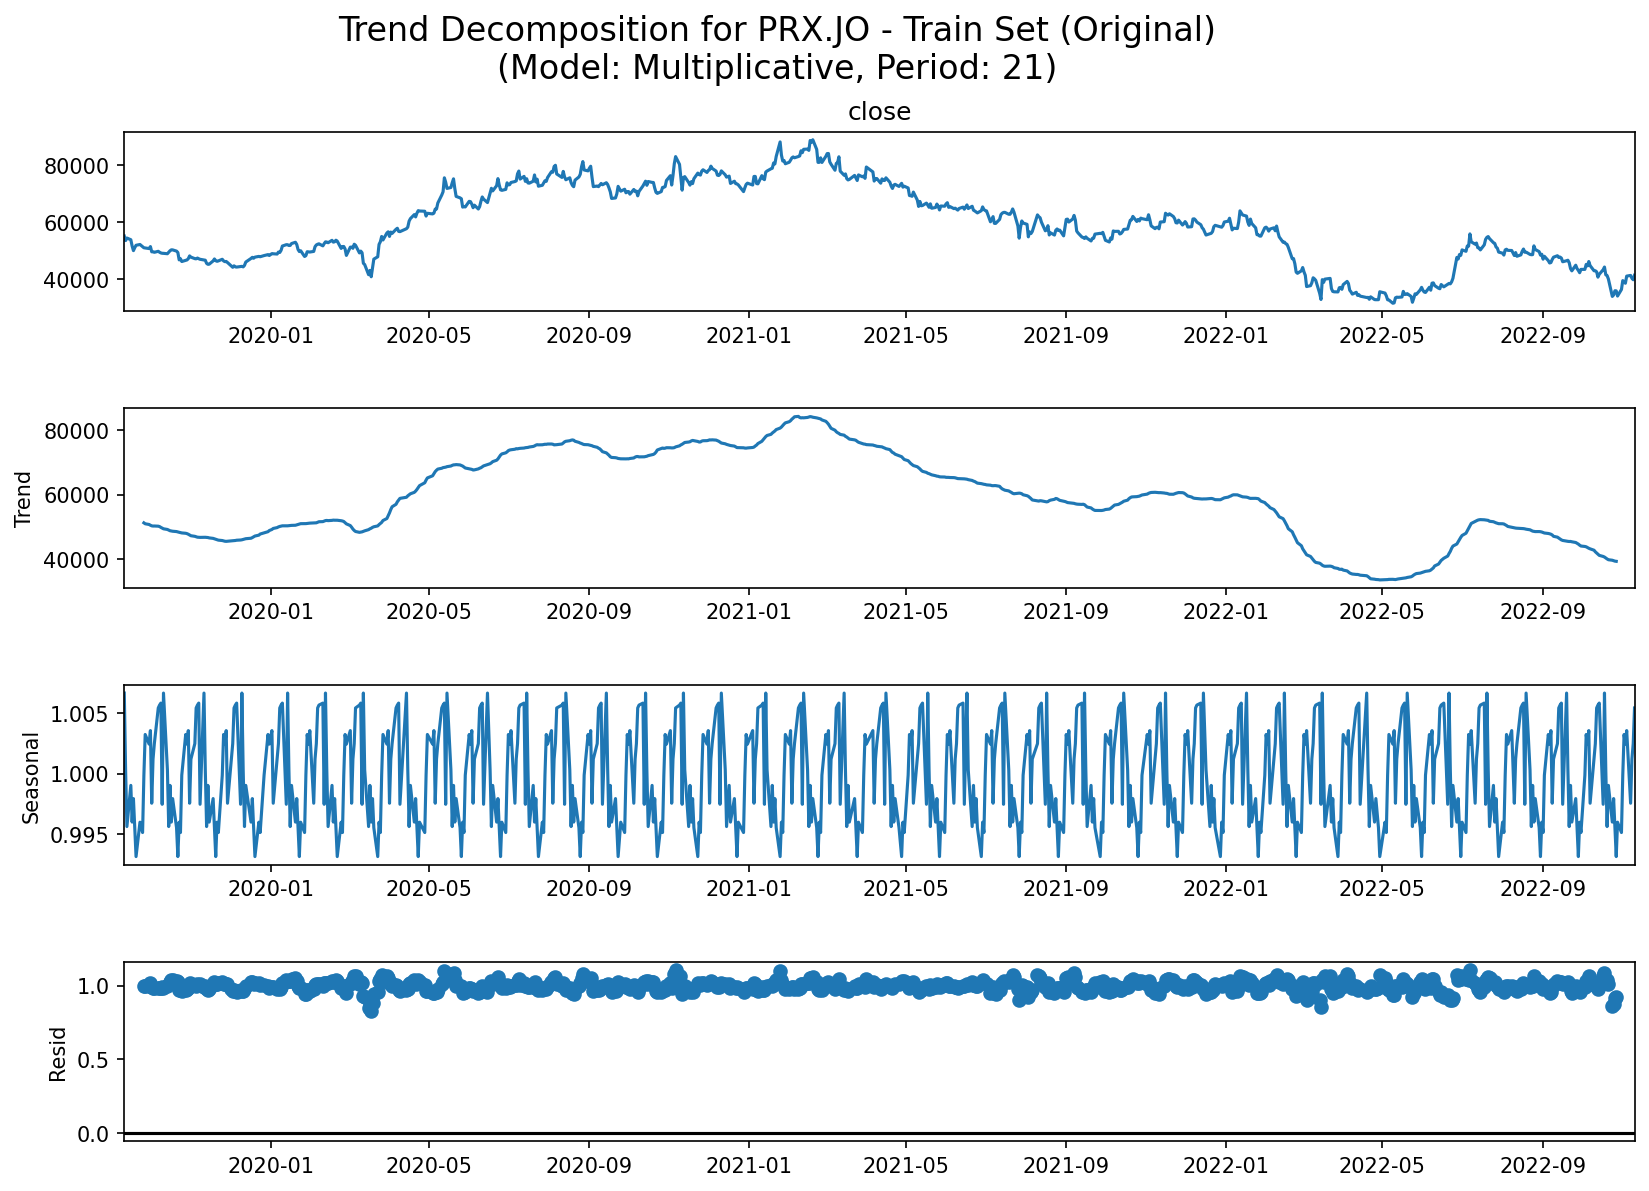 Trend Decomposition for PRX.JO - Train Set (Original)
(Model: Multiplicative, Period: 21)
close
80000
60000
40000
2020-01 2020-05 2020-09 2021-01 2021-05 2021-09 2022-01 2022-05 2022-09
Trend
80000
60000
40000
2020-01 2020-05 2020-09 2021-01 2021-05 2021-09 2022-01 2022-05 2022-09
Seasonal
1.005
1.000
0.995
2020-01 2020-05 2020-09 2021-01 2021-05 2021-09 2022-01 2022-05 2022-09
Resid
1.0
0.5
0.0
2020-01 2020-05 2020-09 2021-01 2021-05 2021-09 2022-01 2022-05 2022-09